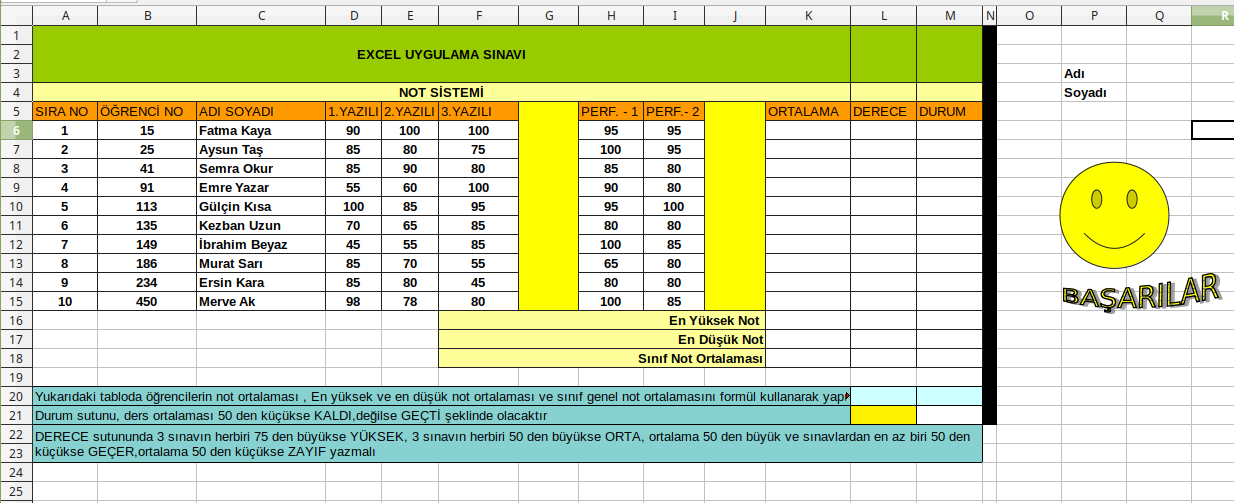 A B C D E F G H I J K L M N O P Q R
1
2 EXCEL UYGULAMA SINAVI
3 Adı
4 NOT SİSTEMİ Soyadı
5 SIRA NO ÖĞRENCİ NO ADI SOYADI 1.YAZILI 2.YAZILI 3.YAZILI PERF. - 1 PERF.- 2 ORTALAMA DERECE DURUM
6 1 15 Fatma Kaya 90 100 100 95 95
7 2 25 Aysun Taş 85 80 75 100 95
8 3 41 Semra Okur 85 90 80 85 80
9 4 91 Emre Yazar 55 60 100 90 80
10 5 113 Gülçin Kısa 100 85 95 95 100
11 6 135 Kezban Uzun 70 65 85 80 80
12 7 149 İbrahim Beyaz 45 55 85 100 85
13 8 186 Murat Sarı 85 70 55 65 80
14 9 234 Ersin Kara 85 80 45 80 80
15 10 450 Merve Ak 98 78 80 100 85
BAŞARILAR
16 En Yüksek Not
17 En Düşük Not
18 Sınıf Not Ortalaması
19
20 Yukarıdaki tabloda öğrencilerin not ortalaması , En yüksek ve en düşük not ortalaması ve sınıf genel not ortalamasını formül kullanarak yapı
21 Durum sutunu, ders ortalaması 50 den küçükse KALDI,değilse GEÇTİ şeklinde olacaktır
22 DERECE sutununda 3 sınavın herbiri 75 den büyükse YÜKSEK, 3 sınavın herbiri 50 den büyükse ORTA, ortalama 50 den büyük ve sınavlardan en az biri 50 den
23 küçükse GEÇER,ortalama 50 den küçükse ZAYIF yazmalı
24
25